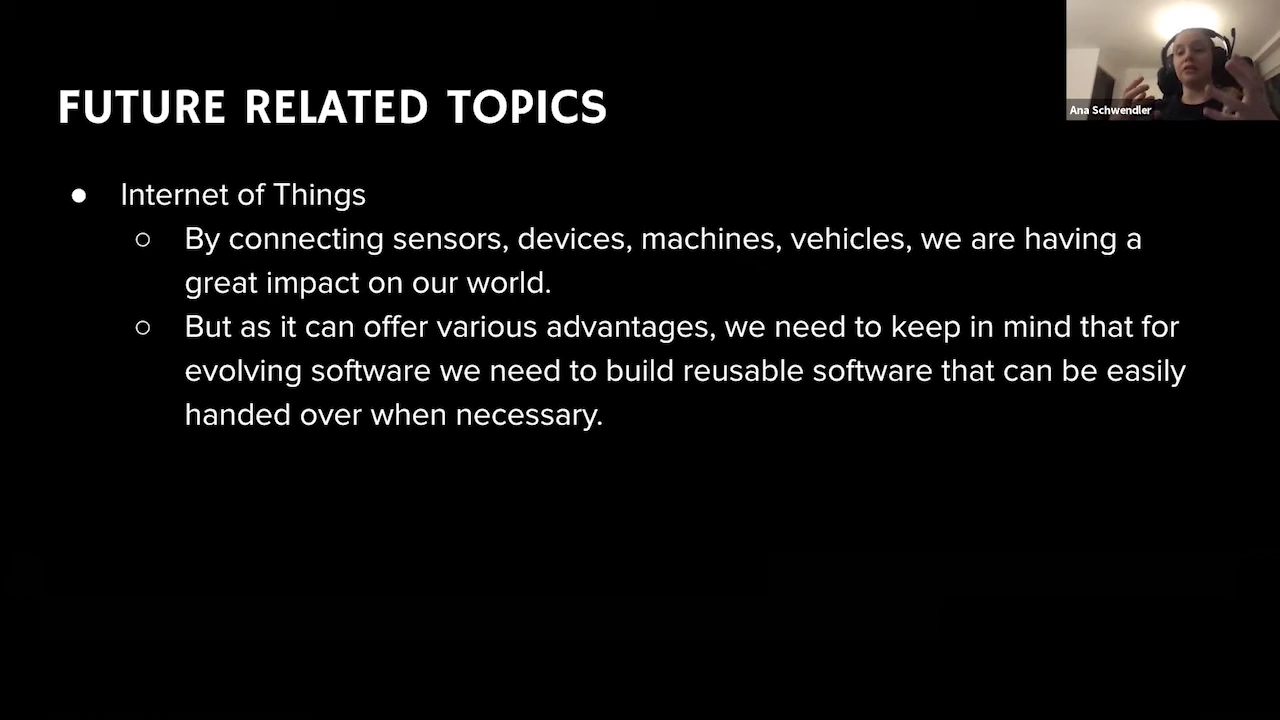 FUTURE RELATED TOPICS
Ana Schwendler
● Internet of Things
○ By connecting sensors, devices, machines, vehicles, we are having a
great impact on our world.
○ But as it can offer various advantages, we need to keep in mind that for
evolving software we need to build reusable software that can be easily
handed over when necessary.